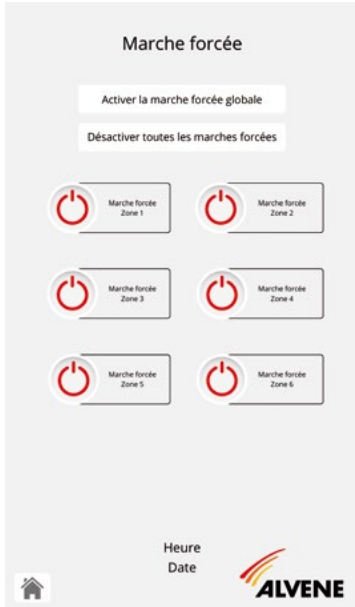 Marche forcée
Activer la marche forcée globale
Désactiver toutes les marches forcées
Marche forcée
Zone 1
Marche forcée
Zone 2
Marche forcée
Zone 3
Marche forcée
Zone 4
Marche forcée
Zone 5
Marche forcée
Zone 6
Heure
Date
ALVENE